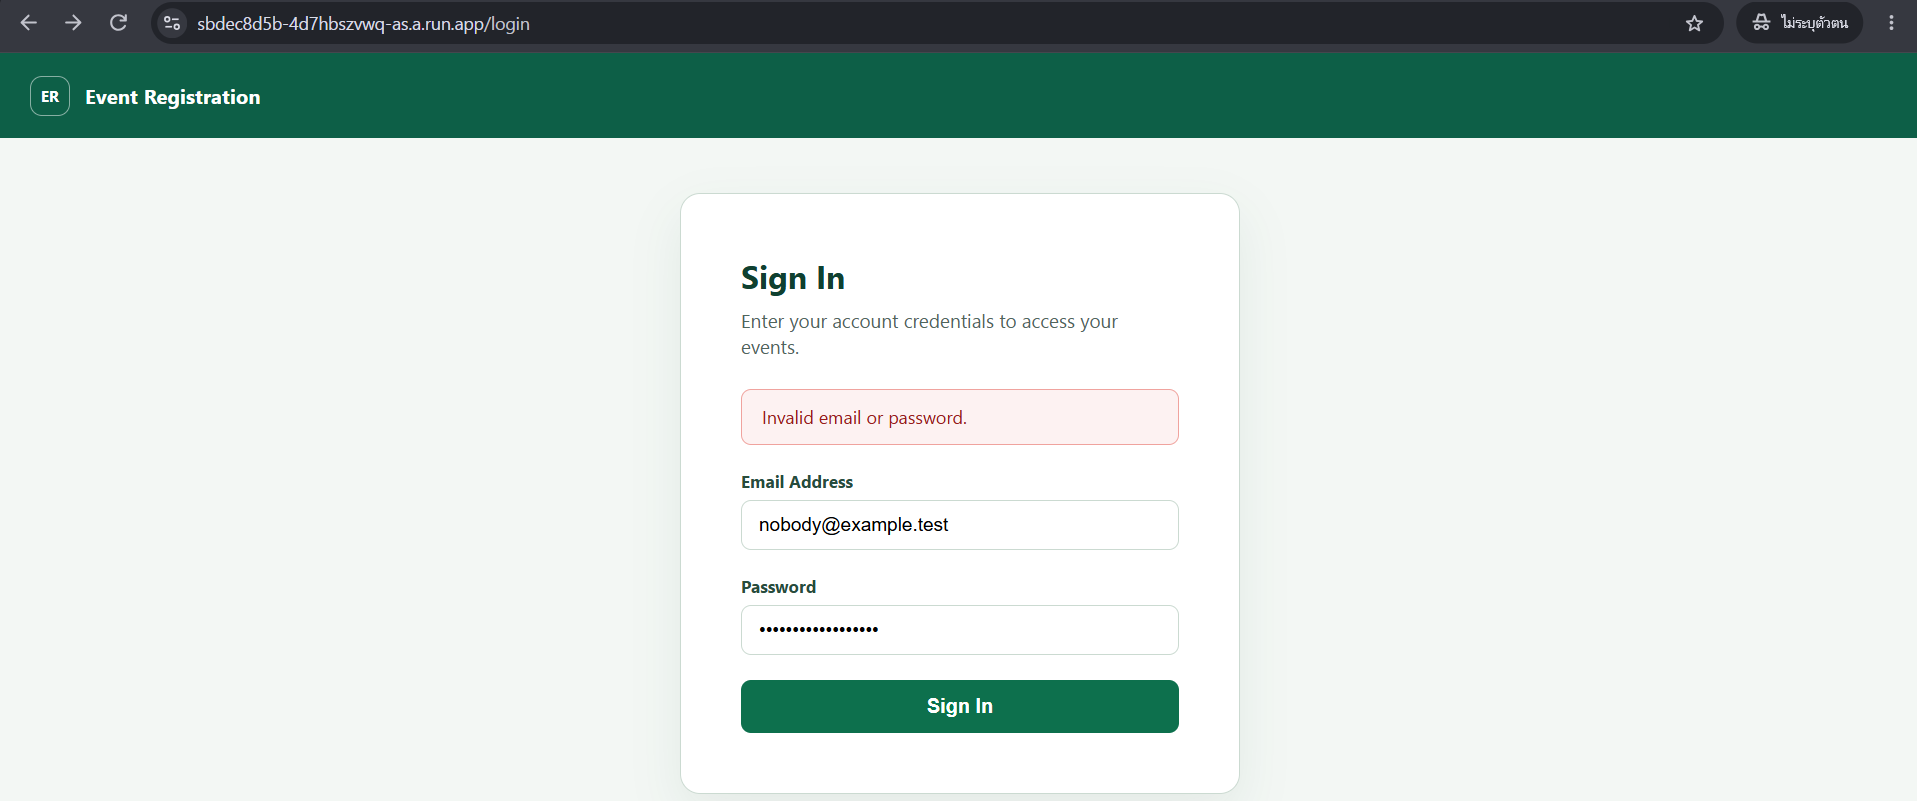 sbdec8d5b-4d7hbszvwq-as.a.run.app/login
ไม่ระบุตัวตน
ER
Event Registration
Sign In
Enter your account credentials to access your
events.
Invalid email or password.
Email Address
nobody@example.test
Password
••••••••••••••••••
Sign In